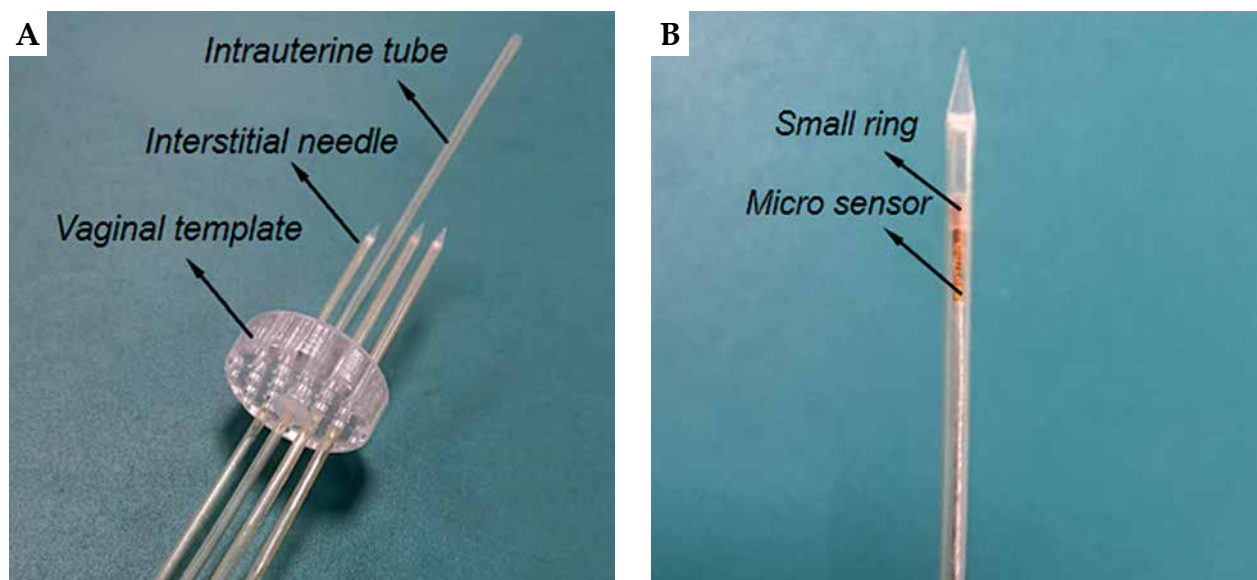 A
Intrauterine tube
Interstitial needle
Vaginal template
B
Small ring
Micro sensor